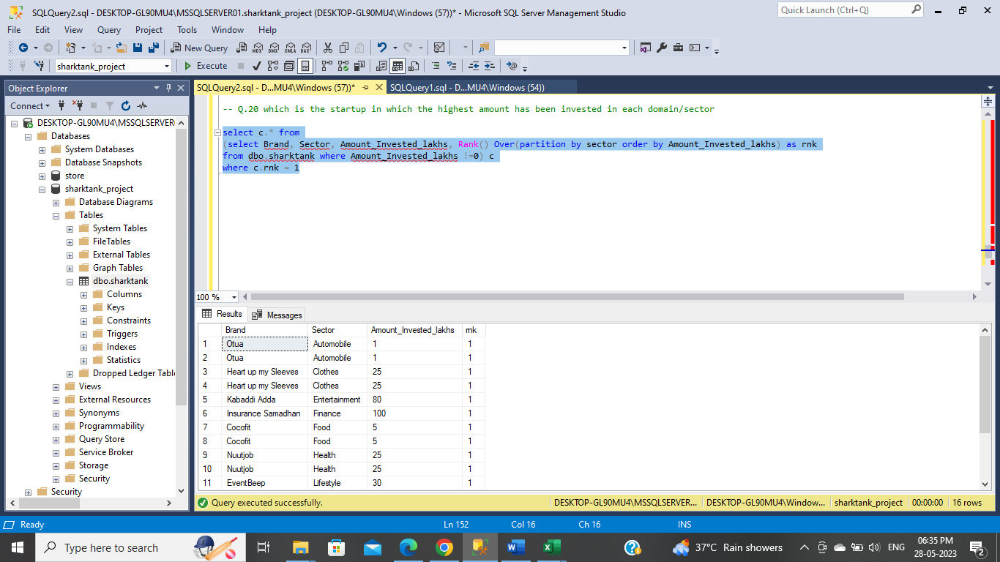 SQLQuery2.sql - DESKTOP-GL90MU4\MSSQLSERVER01.sharktank_project (DESKTOP-GL90MU4\Windows (57))* - Microsoft SQL Server Management Studio
Quick Launch (Ctrl+Q)
File Edit View Query Project Tools Window Help
New Query MDX DMX XMLA DAX
sharktank_project Execute
Object Explorer
SQLQuery2.sql - D...MU4\Windows (57))* SQLQuery1.sql - D...MU4\Windows (54))
Connect
DESKTOP-GL90MU4\MSSQLSERVER
Databases
System Databases
Database Snapshots
store
sharktank_project
Database Diagrams
Tables
System Tables
FileTables
External Tables
Graph Tables
dbo.sharktank
Columns
Keys
Constraints
Triggers
Indexes
Statistics
Dropped Ledger Table
Views
External Resources
Synonyms
Programmability
Query Store
Service Broker
Storage
Security
Security
-- Q.20 which is the startup in which the highest amount has been invested in each domain/sector
select c.* from
(select Brand, Sector, Amount_Invested_lakhs, Rank() Over(partition by sector order by Amount_Invested_lakhs) as rnk
from dbo.sharktank where Amount_Invested_lakhs !=0) c
where c.rnk = 1
100 %
Results Messages
Brand Sector Amount_Invested_lakhs rnk
1 Otua Automobile 1 1
2 Otua Automobile 1 1
3 Heart up my Sleeves Clothes 25 1
4 Heart up my Sleeves Clothes 25 1
5 Kabaddi Adda Entertainment 80 1
6 Insurance Samadhan Finance 100 1
7 Cocofit Food 5 1
8 Cocofit Food 5 1
9 Nuutjob Health 25 1
10 Nuutjob Health 25 1
11 EventBeep Lifestyle 30 1
Query executed successfully. DESKTOP-GL90MU4\MSSQLSERVER... DESKTOP-GL90MU4\Window... sharktank_project 00:00:00 16 rows
Ready Ln 152 Col 16 Ch 16 INS
Type here to search 37°C Rain showers ENG 06:35 PM
28-05-2023 2